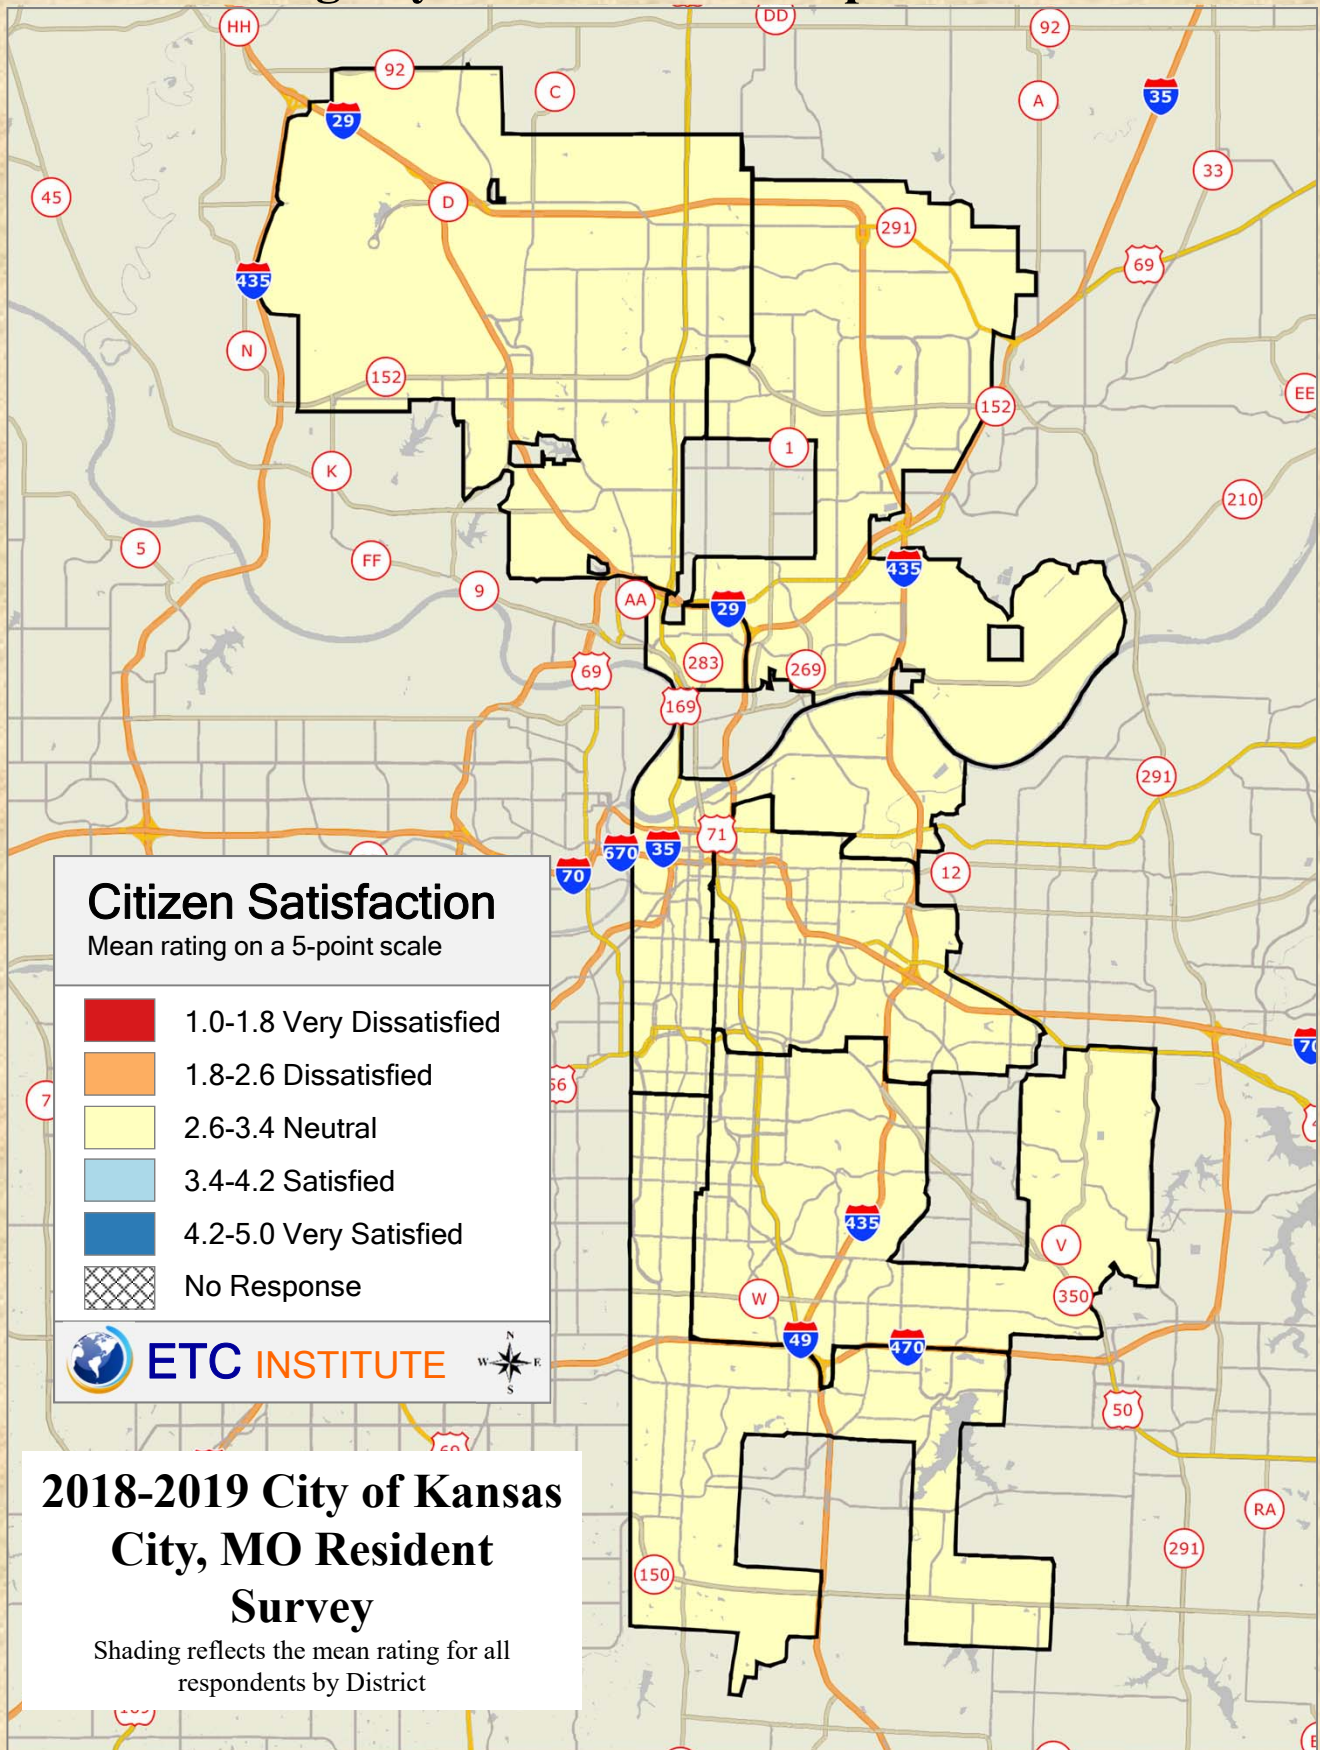 HH
DD
92
92
C
A
35
29
33
45
D
291
69
435
N
152
EE
152
1
K
210
5
FF
435
9
AA
29
283
269
69
169
291
71
670
35
70
12
Citizen Satisfaction
Mean rating on a 5-point scale
1.0-1.8 Very Dissatisfied
1.8-2.6 Dissatisfied
2.6-3.4 Neutral
3.4-4.2 Satisfied
4.2-5.0 Very Satisfied
No Response
ETC INSTITUTE
N
W E
S
7
435
V
W
350
49
470
50
RA
291
150
2018-2019 City of Kansas
City, MO Resident
Survey
Shading reflects the mean rating for all
respondents by District